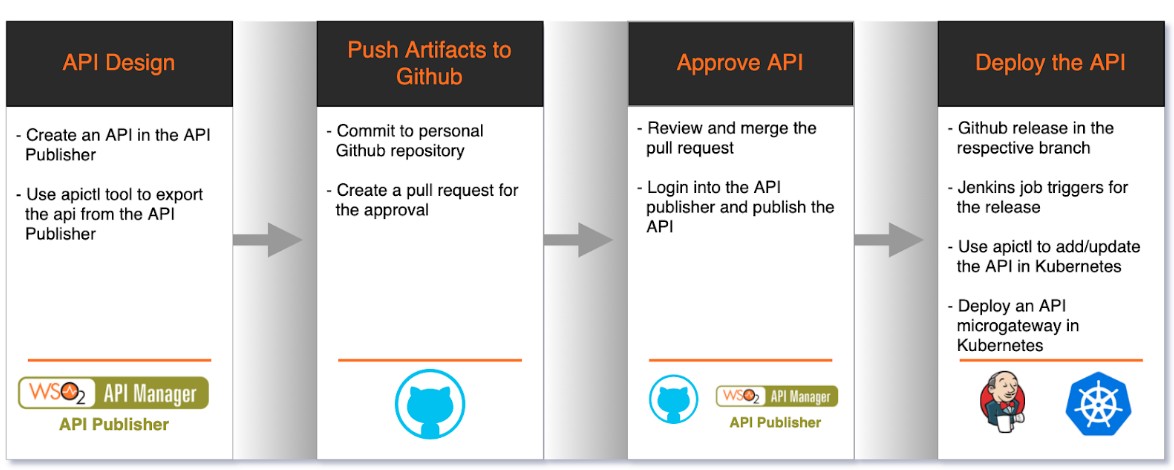 API Design
- Create an API in the API
Publisher
- Use apictl tool to export
the api from the API
Publisher
WSO2 API Manager
API Publisher
Push Artifacts to
Github
- Commit to personal
Github repository
- Create a pull request for
the approval
Approve API
- Review and merge the
pull request
- Login into the API
publisher and publish the
API
WSO2 API Manager
API Publisher
Deploy the API
- Github release in the
respective branch
- Jenkins job triggers for
the release
- Use apictl to add/update
the API in Kubernetes
- Deploy an API
microgateway in
Kubernetes